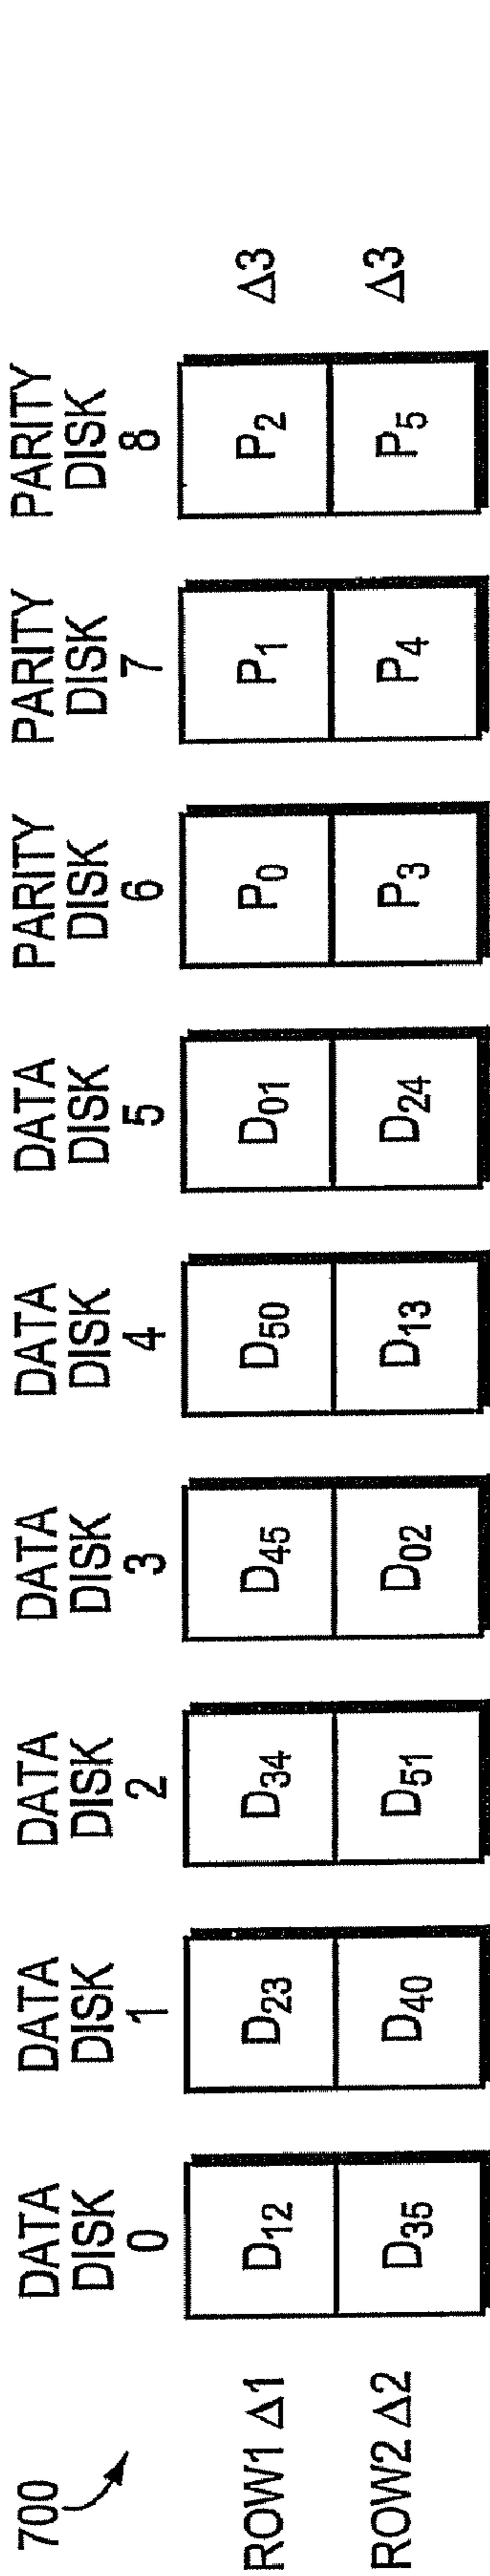 700
DATA DISK 0 DATA DISK 1 DATA DISK 2 DATA DISK 3 DATA DISK 4 DATA DISK 5 PARITY DISK 6 PARITY DISK 7 PARITY DISK 8
ROW1 Δ1 D₁₂ D₂₃ D₃₄ D₄₅ D₅₀ D₀₁ P₀ P₁ P₂ Δ3
ROW2 Δ2 D₃₅ D₄₀ D₅₁ D₀₂ D₁₃ D₂₄ P₃ P₄ P₅ Δ3